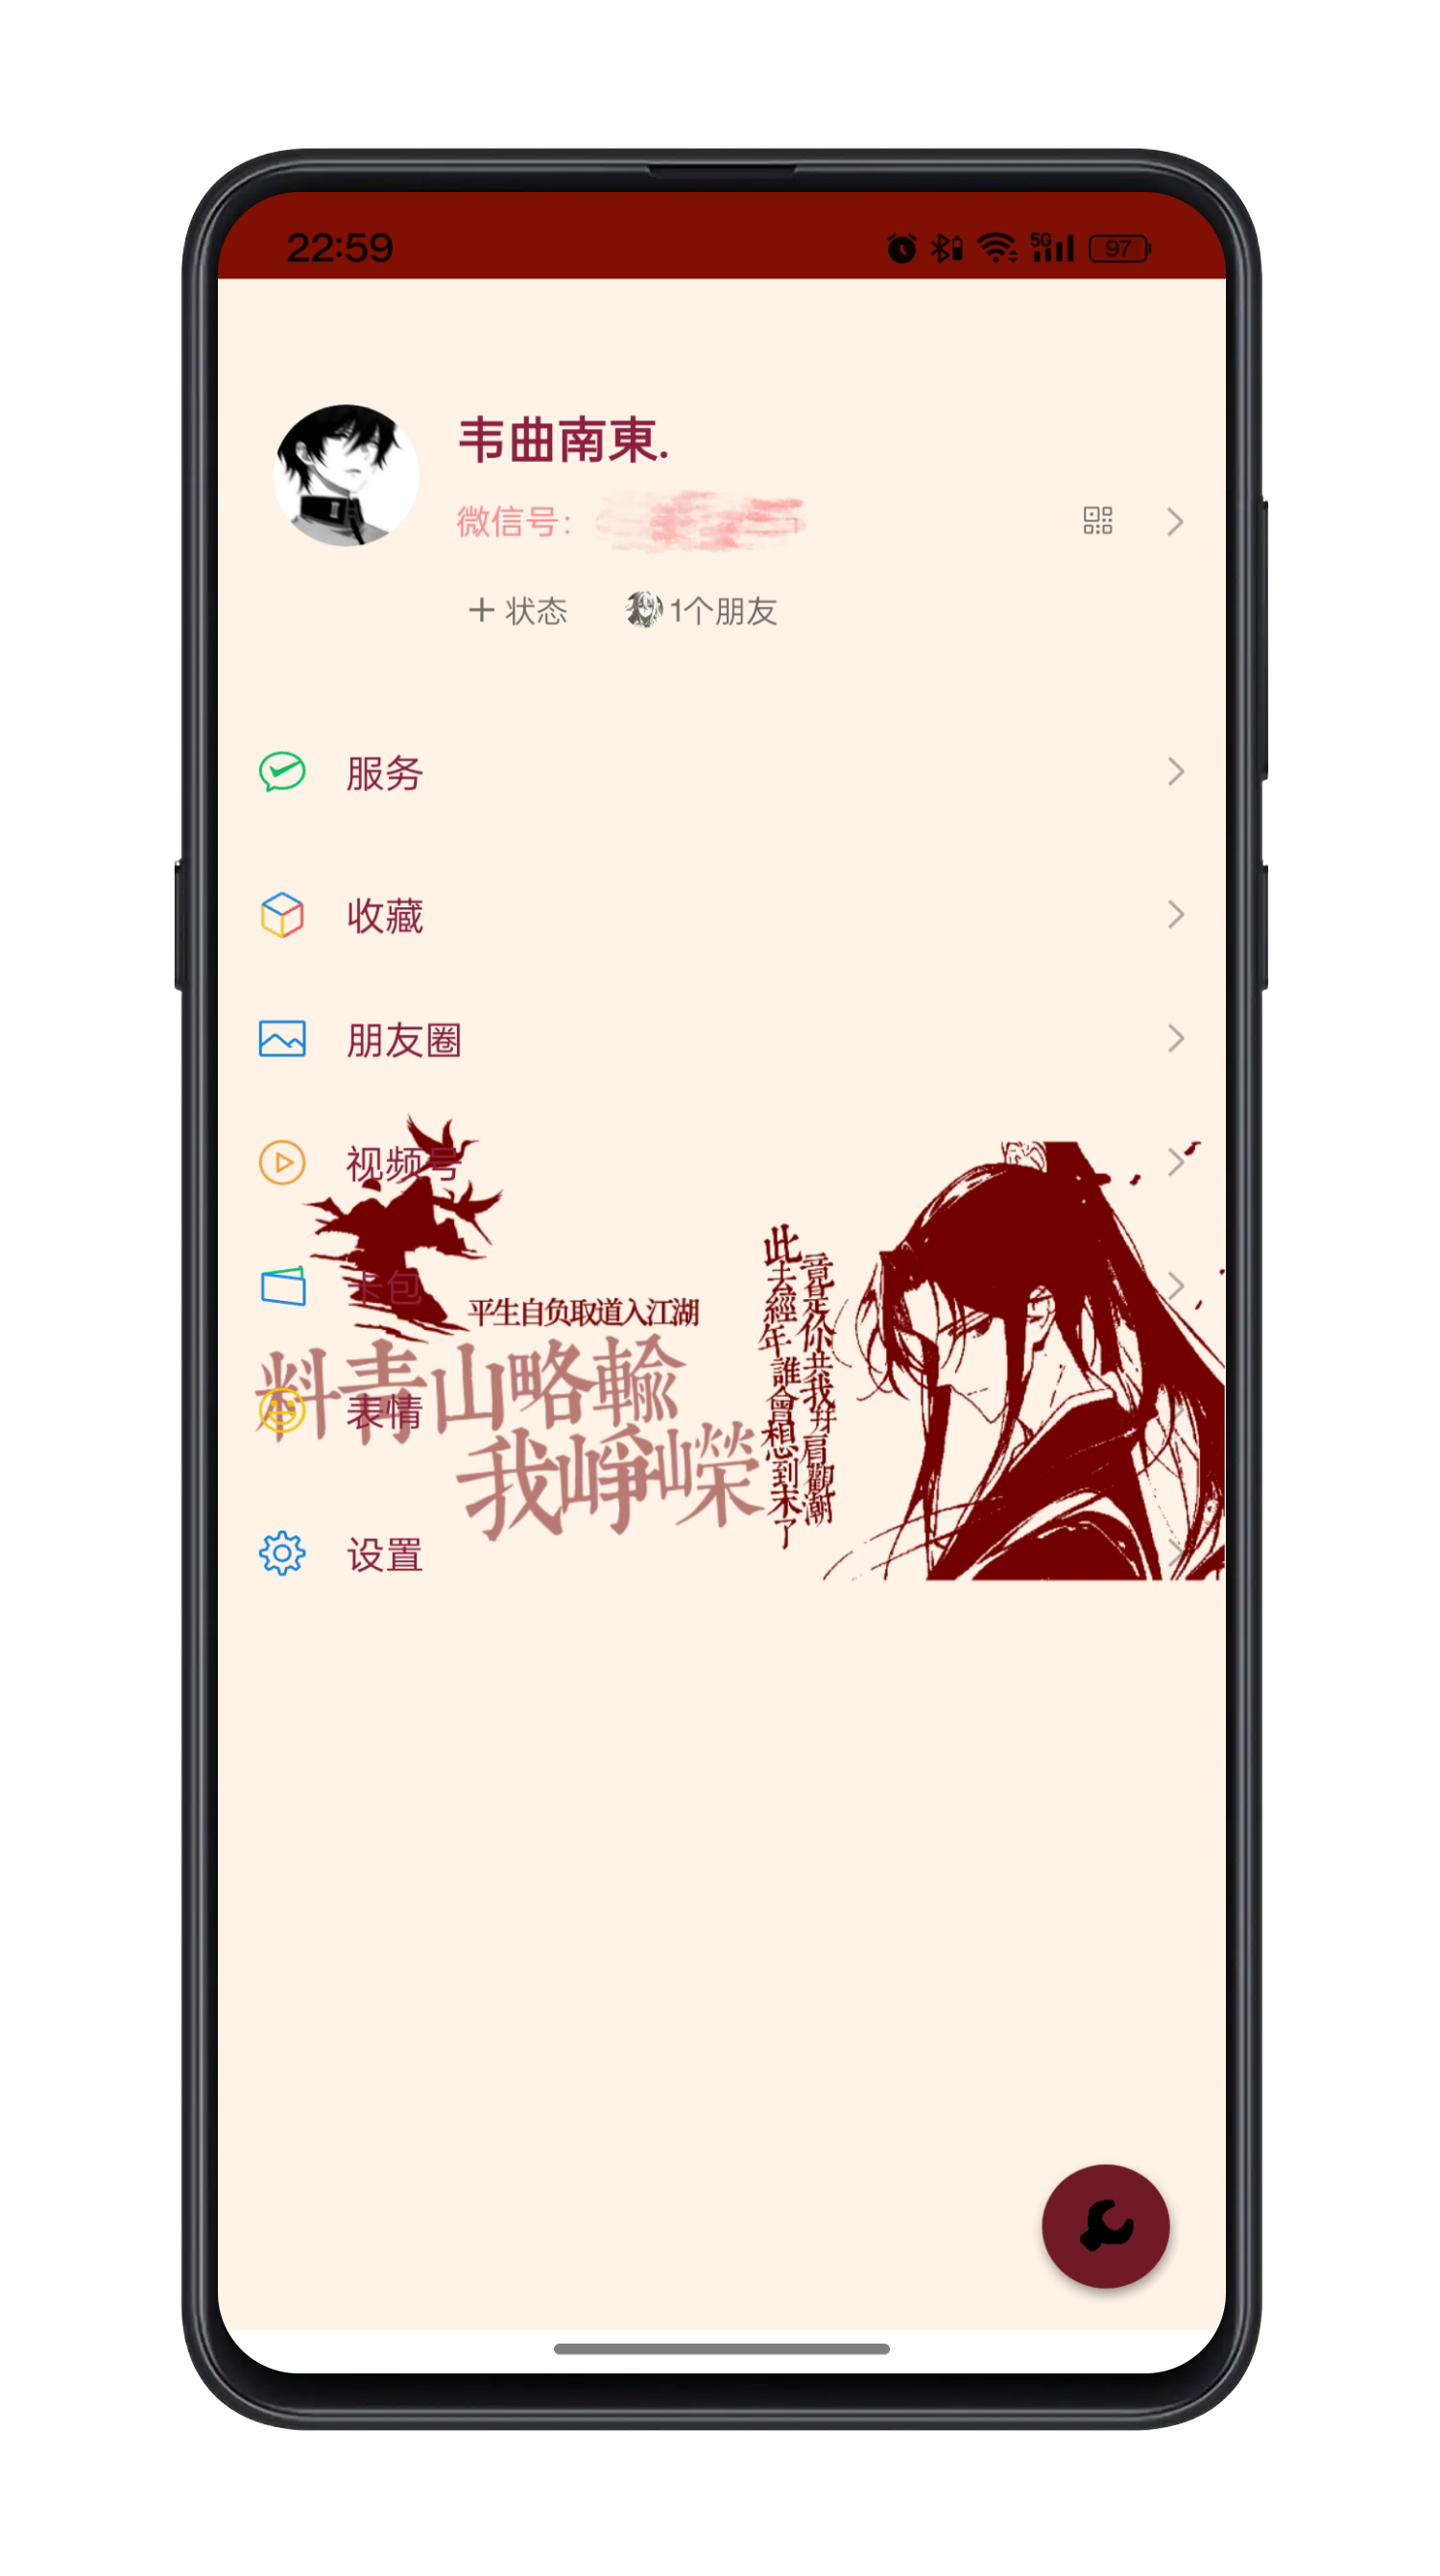 22:59
5G
97
韦曲南東.
微信号:
状态
1个朋友
服务
收藏
朋友圈
视频号
卡包
平生自负取道入江湖
料青山略輸
我崢嶸
此去經年誰會想到末了
竟是你共我并肩觀潮
表情
设置